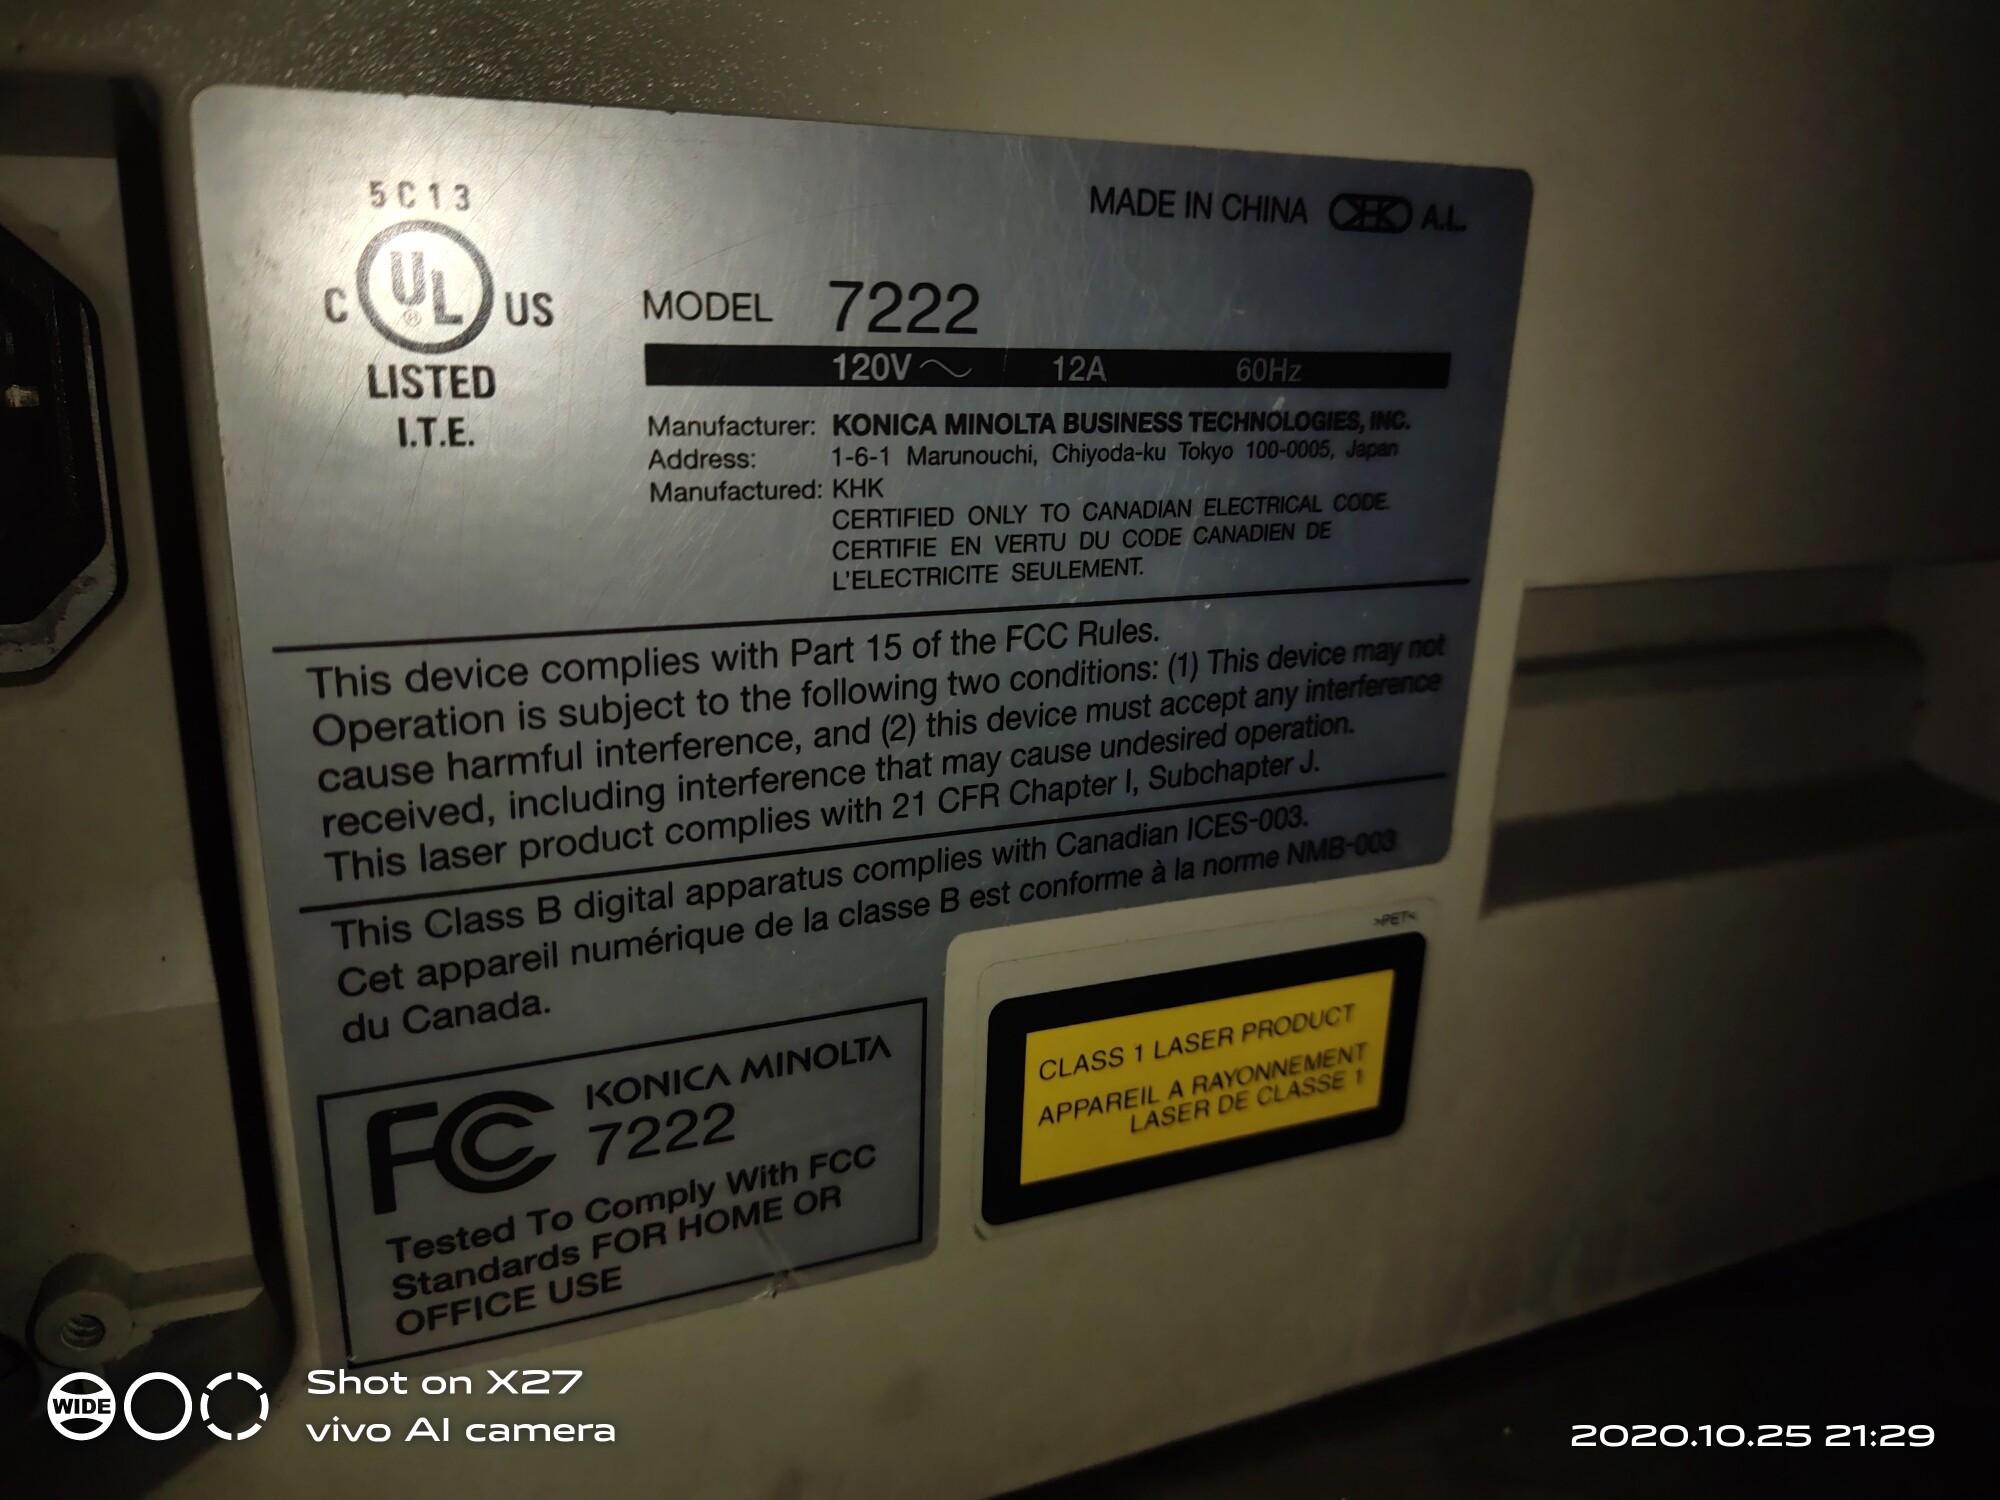 5C13
C UL US
®
LISTED
I.T.E.
MADE IN CHINA KHK A.L.
MODEL 7222
120V～ 12A 60Hz
Manufacturer: KONICA MINOLTA BUSINESS TECHNOLOGIES, INC.
Address: 1-6-1 Marunouchi, Chiyoda-ku Tokyo 100-0005, Japan
Manufactured: KHK
CERTIFIED ONLY TO CANADIAN ELECTRICAL CODE.
CERTIFIE EN VERTU DU CODE CANADIEN DE
L'ELECTRICITE SEULEMENT.
This device complies with Part 15 of the FCC Rules.
Operation is subject to the following two conditions: (1) This device may not
cause harmful interference, and (2) this device must accept any interference
received, including interference that may cause undesired operation.
This laser product complies with 21 CFR Chapter I, Subchapter J.
This Class B digital apparatus complies with Canadian ICES-003.
Cet appareil numérique de la classe B est conforme à la norme NMB-003
du Canada.
>PET<
FC KONICA MINOLTA
7222
Tested To Comply With FCC
Standards FOR HOME OR
OFFICE USE
CLASS 1 LASER PRODUCT
APPAREIL A RAYONNEMENT
LASER DE CLASSE 1
WIDE
Shot on X27
vivo AI camera
2020.10.25 21:29